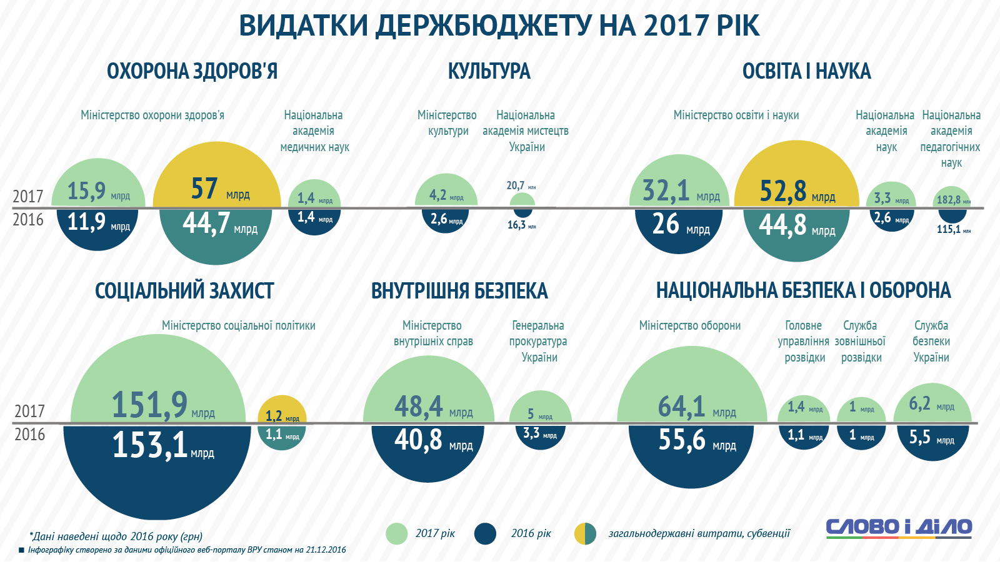 ВИДАТКИ ДЕРЖБЮДЖЕТУ НА 2017 РІК
ОХОРОНА ЗДОРОВ'Я
Міністерство охорони здоров'я
Національна
академія
медичних наук
2017
15,9 млрд
57 млрд
1,4 млрд
2016
11,9 млрд
44,7 млрд
1,4 млрд
КУЛЬТУРА
Міністерство
культури
Національна
академія мистецтв
України
4,2 млрд
20,7 млн
2,6 млрд
16,3 млн
ОСВІТА І НАУКА
Міністерство освіти і науки
Національна
академія
наук
Національна
академія
педагогічних
наук
32,1 млрд
52,8 млрд
3,3 млрд
182,8 млн
26 млрд
44,8 млрд
2,6 млрд
115,1 млн
СОЦІАЛЬНИЙ ЗАХИСТ
Міністерство соціальної політики
2017
151,9 млрд
1,2 млрд
2016
153,1 млрд
1,1 млрд
ВНУТРІШНЯ БЕЗПЕКА
Міністерство
внутрішніх справ
Генеральна
прокуратура
України
48,4 млрд
5 млрд
40,8 млрд
3,3 млрд
НАЦІОНАЛЬНА БЕЗПЕКА І ОБОРОНА
Міністерство оборони
Головне
управління
розвідки
Служба
зовнішньої
розвідки
Служба
безпеки
України
64,1 млрд
1,4 млрд
1 млрд
6,2 млрд
55,6 млрд
1,1 млрд
1 млрд
5,5 млрд
*Дані наведені щодо 2016 року (грн)
Інфографіку створено за даними офіційного веб-порталу ВРУ станом на 21.12.2016
2017 рік
2016 рік
загальнодержавні витрати, субвенції
СЛОВО і ДіЛО